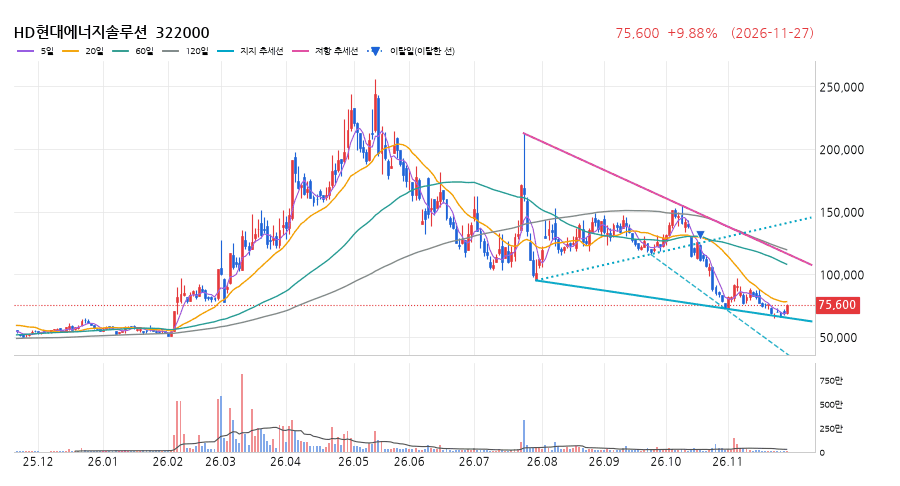 HD현대에너지솔루션 322000
75,600 +9.88% (2026-11-27)
5일 20일 60일 120일 지지 추세선 저항 추세선 이탈일(이탈한 선)
250,000
200,000
150,000
100,000
75,600
50,000
750만
500만
250만
0
25.12 26.01 26.02 26.03 26.04 26.05 26.06 26.07 26.08 26.09 26.10 26.11